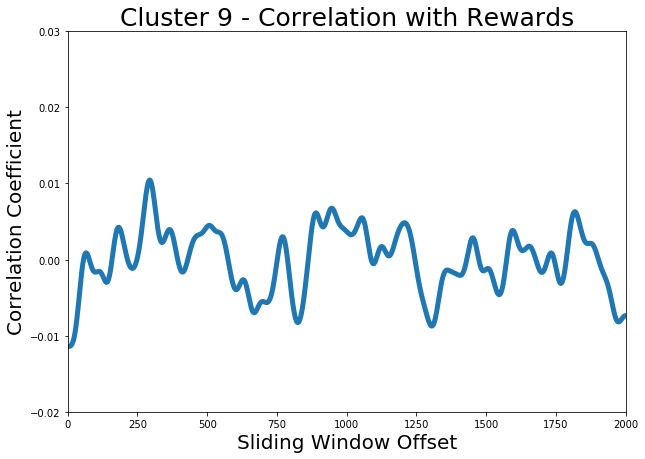 Cluster 9 - Correlation with Rewards
0.03
0.02
0.01
0.00
−0.01
−0.02
Correlation Coefficient
0 250 500 750 1000 1250 1500 1750 2000
Sliding Window Offset